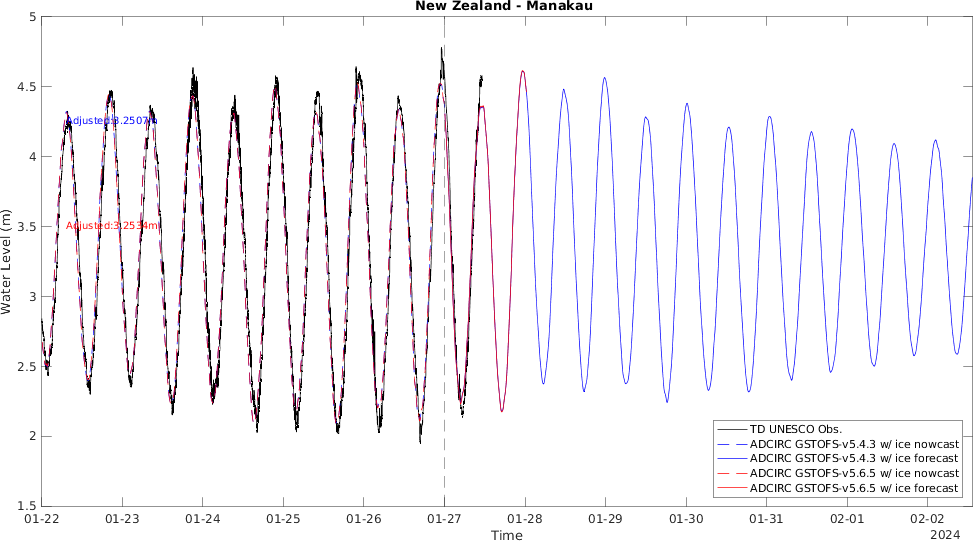 New Zealand - Manakau
5
4.5
4
3.5
3
2.5
2
1.5
Water Level (m)
Adjusted:3.2507m
Adjusted:3.2534m
TD UNESCO Obs.
ADCIRC GSTOFS-v5.4.3 w/ ice nowcast
ADCIRC GSTOFS-v5.4.3 w/ ice forecast
ADCIRC GSTOFS-v5.6.5 w/ ice nowcast
ADCIRC GSTOFS-v5.6.5 w/ ice forecast
01-22 01-23 01-24 01-25 01-26 01-27 01-28 01-29 01-30 01-31 02-01 02-02
Time
2024